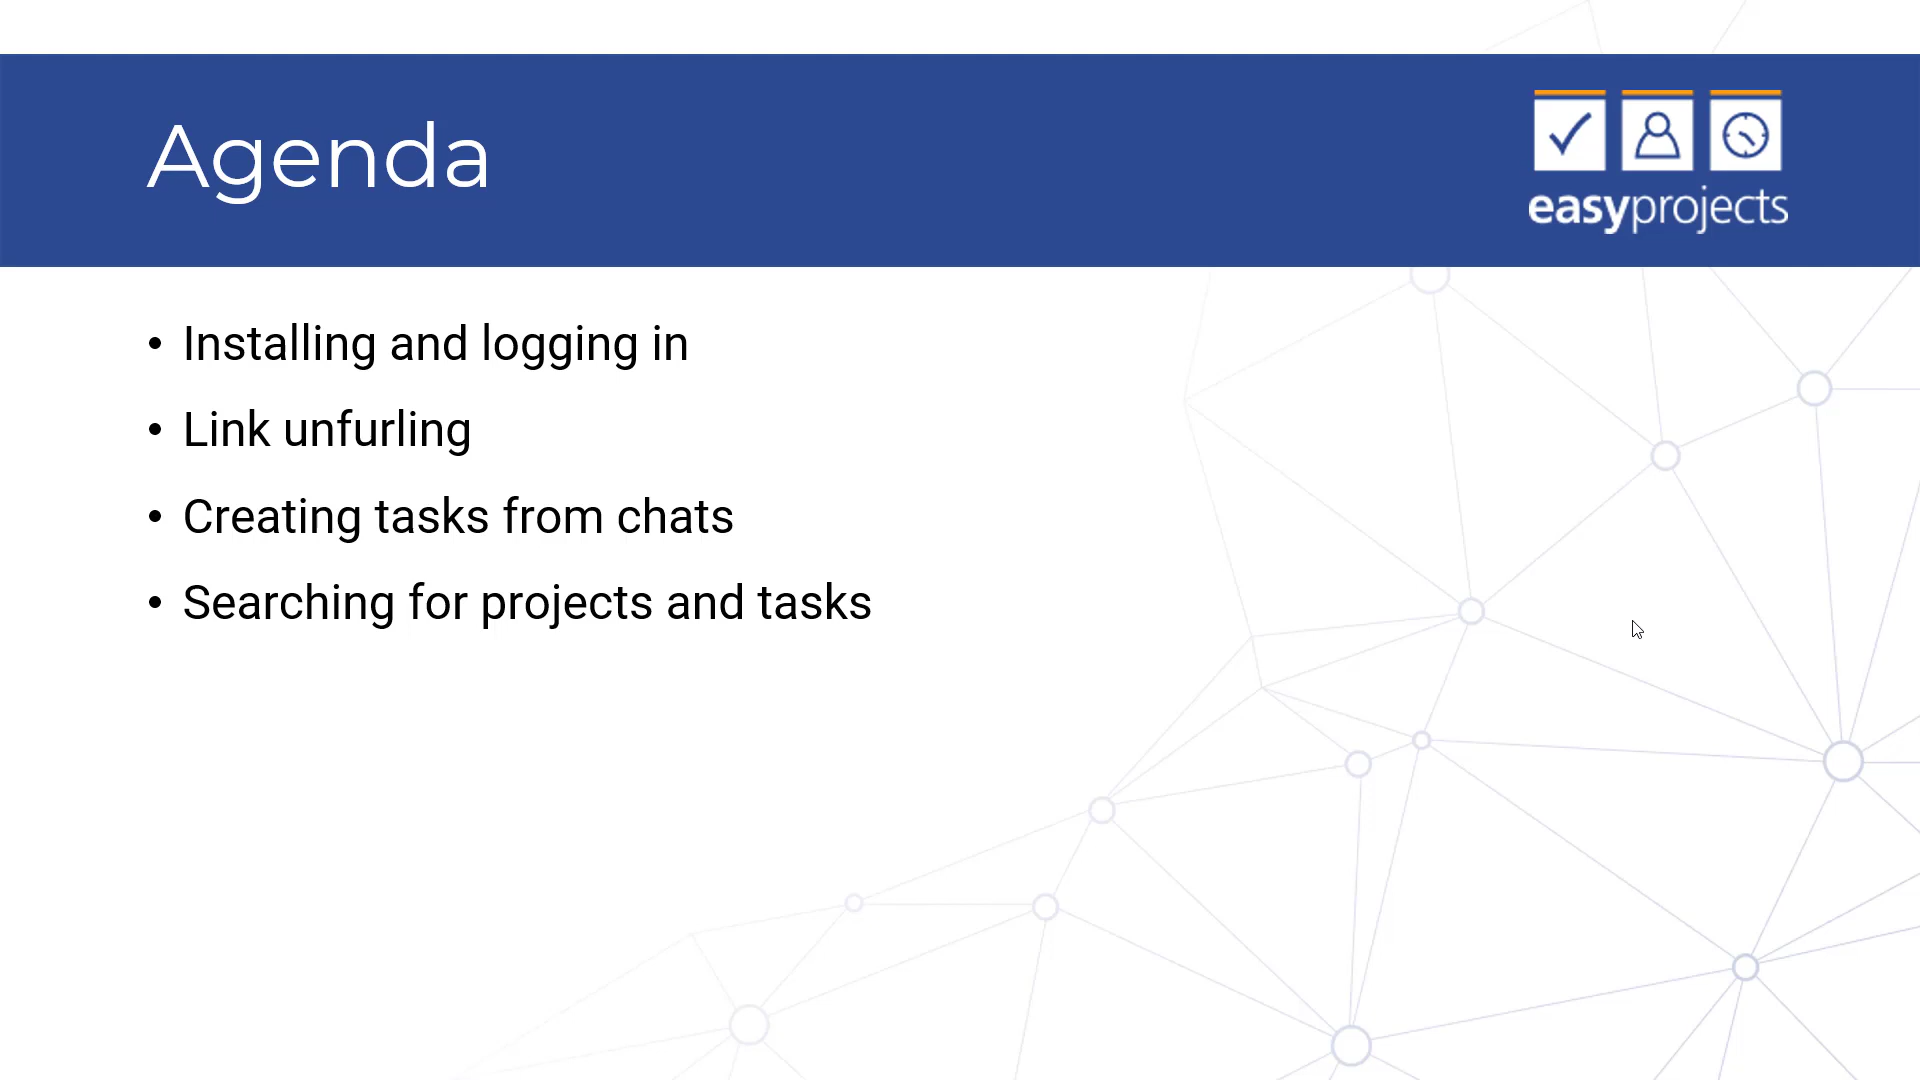 Agenda
easyprojects
• Installing and logging in
• Link unfurling
• Creating tasks from chats
• Searching for projects and tasks